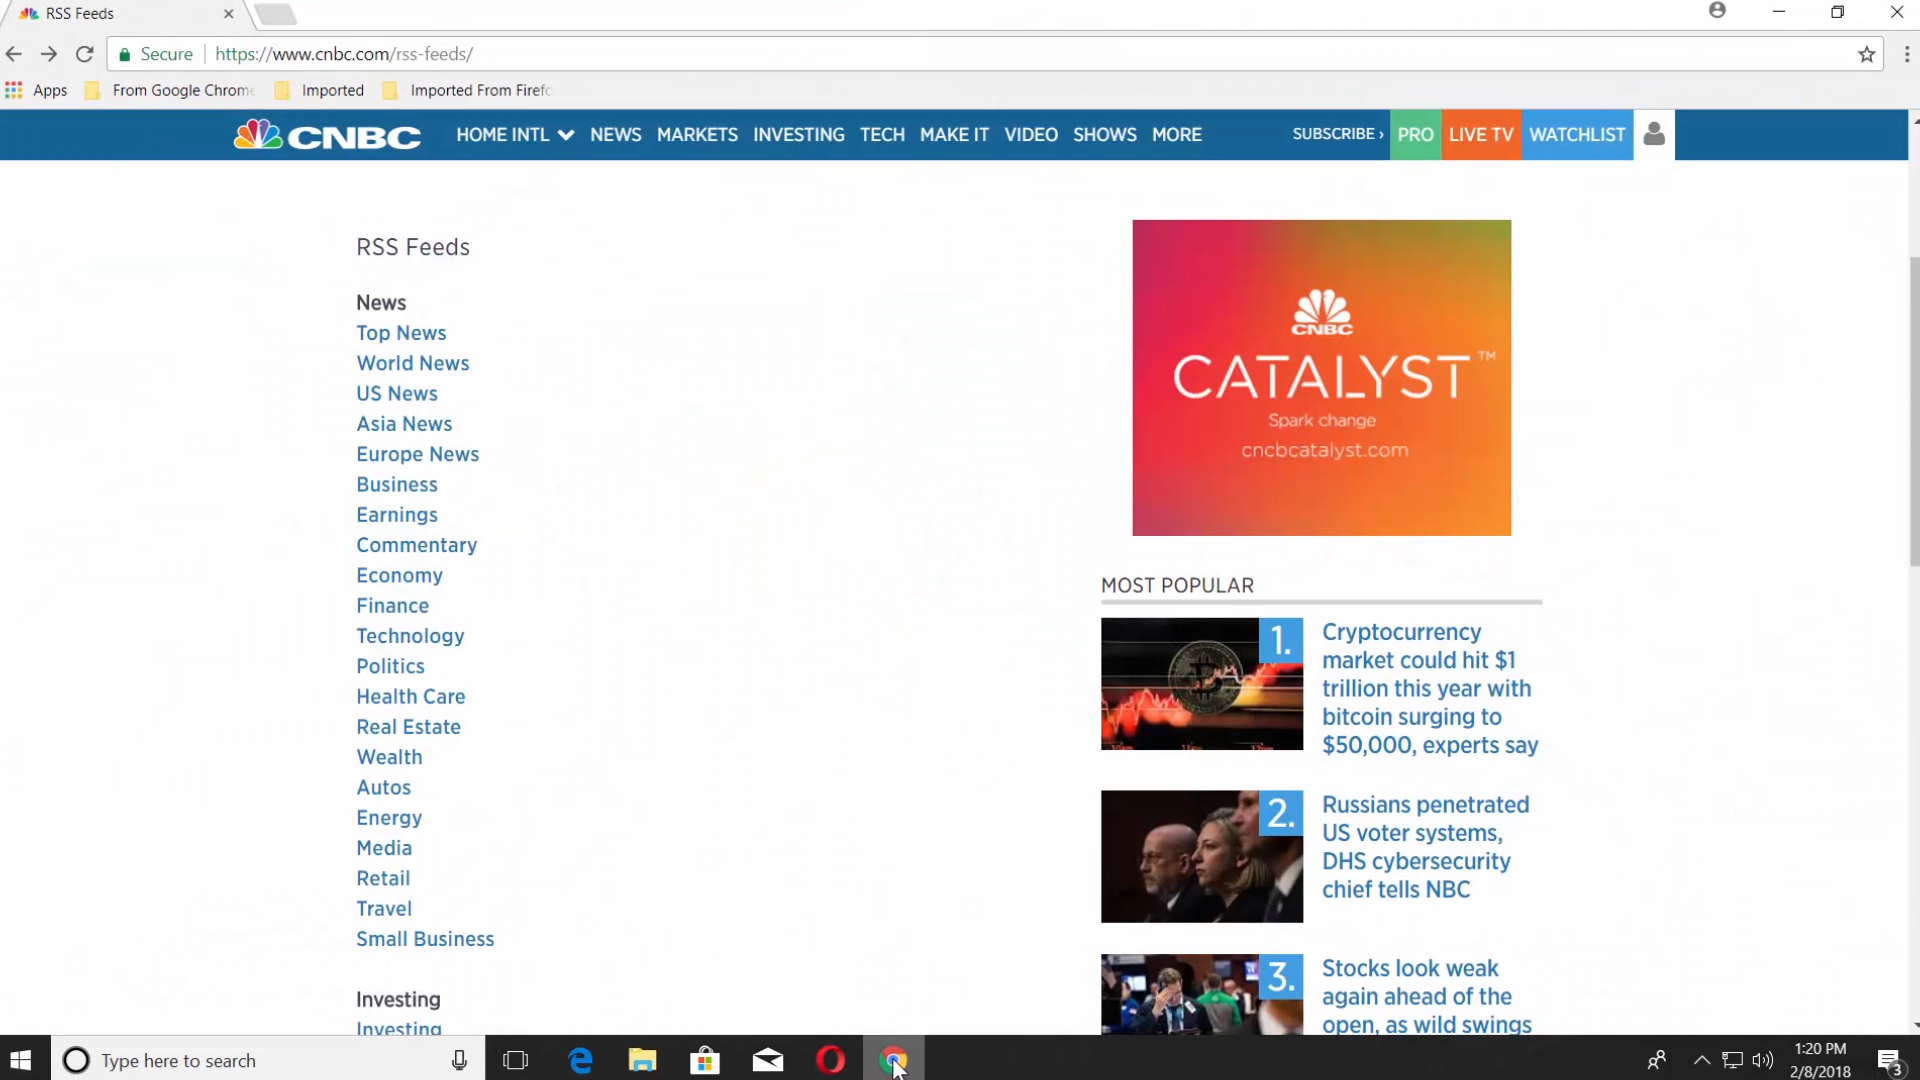 RSS Feeds
Secure https://www.cnbc.com/rss-feeds/
Apps From Google Chrome Imported Imported From Firefo
CNBC HOME INTL NEWS MARKETS INVESTING TECH MAKE IT VIDEO SHOWS MORE SUBSCRIBE › PRO LIVE TV WATCHLIST
RSS Feeds
News
Top News
World News
US News
Asia News
Europe News
Business
Earnings
Commentary
Economy
Finance
Technology
Politics
Health Care
Real Estate
Wealth
Autos
Energy
Media
Retail
Travel
Small Business
Investing
Investing
CNBC
CATALYST™
Spark change
cncbcatalyst.com
MOST POPULAR
1.
Cryptocurrency
market could hit $1
trillion this year with
bitcoin surging to
$50,000, experts say
2.
Russians penetrated
US voter systems,
DHS cybersecurity
chief tells NBC
3.
Stocks look weak
again ahead of the
open, as wild swings
Type here to search
1:20 PM
2/8/2018
3